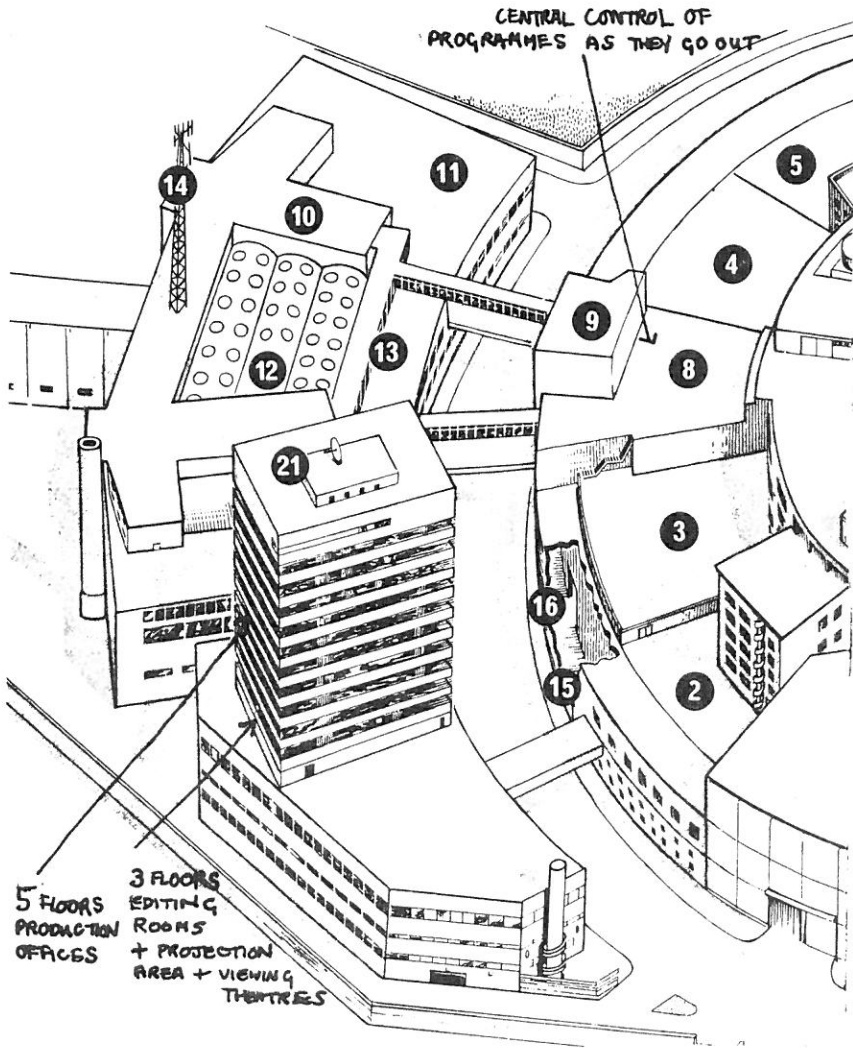 CENTRAL CONTROL OF
PROGRAMMES AS THEY GO OUT
5
11
14
10
4
9
13
8
12
21
3
16
15
2
5 FLOORS
PRODUCTION
OFFICES
3 FLOORS
EDITING
ROOMS
+ PROJECTION
AREA + VIEWING
THEATRES